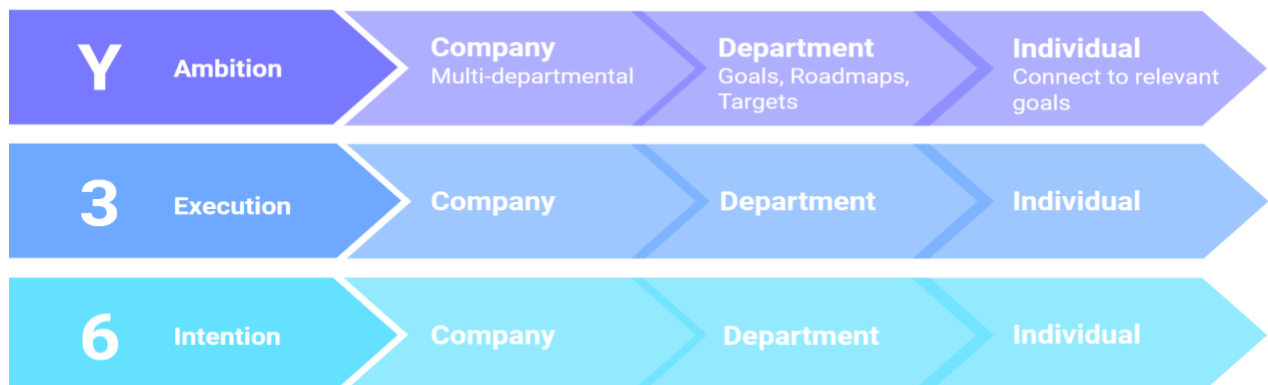 Y
Ambition
Company
Multi-departmental
Department
Goals, Roadmaps,
Targets
Individual
Connect to relevant
goals
3
Execution
Company
Department
Individual
6
Intention
Company
Department
Individual